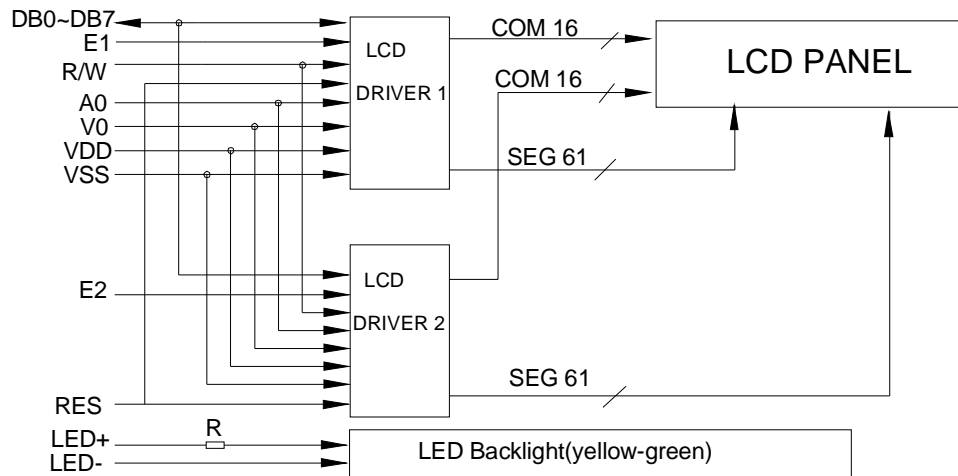 DB0~DB7
E1
R/W
A0
V0
VDD
VSS
E2
RES
LED+
LED-
R
LCD
DRIVER 1
LCD
DRIVER 2
COM 16
COM 16
SEG 61
SEG 61
LCD PANEL
LED Backlight(yellow-green)